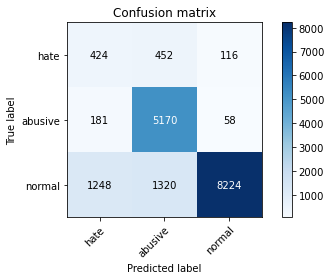 Confusion matrix
hate 424 452 116
abusive 181 5170 58
normal 1248 1320 8224
hate abusive normal
True label
Predicted label
8000
7000
6000
5000
4000
3000
2000
1000